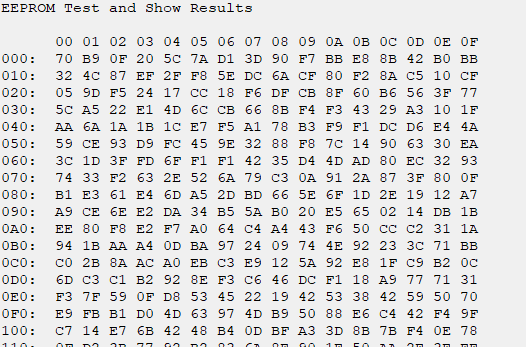 EEPROM Test and Show Results
00 01 02 03 04 05 06 07 08 09 0A 0B 0C 0D 0E 0F
000: 70 B9 0F 20 5C 7A D1 3D 90 F7 BB E8 8B 42 B0 BB
010: 32 4C 87 EF 2F F8 5E DC 6A CF 80 F2 8A C5 10 CF
020: 05 9D F5 24 17 CC 18 F6 DF CB 8F 60 B6 56 3F 77
030: 5C A5 22 E1 4D 6C CB 66 8B F4 F3 43 29 A3 10 1F
040: AA 6A 1A 1B 1C E7 F5 A1 78 B3 F9 F1 DC D6 E4 4A
050: 59 CE 93 D9 FC 45 9E 32 88 F8 7C 14 90 63 30 EA
060: 3C 1D 3F FD 6F F1 F1 42 35 D4 4D AD 80 EC 32 93
070: 74 33 F2 63 2E 52 6A 79 C3 0A 91 2A 87 3F 80 0F
080: B1 E3 61 E4 6D A5 2D BD 66 5E 6F 1D 2E 19 12 A7
090: A9 CE 6E E2 DA 34 B5 5A B0 20 E5 65 02 14 DB 1B
0A0: EE 80 F8 E2 F7 A0 64 C4 A4 43 F6 50 CC C2 31 1A
0B0: 94 1B AA A4 0D BA 97 24 09 74 4E 92 23 3C 71 BB
0C0: C0 2B 8A AC A0 EB C3 E9 12 5A 92 E8 1F C9 B2 0C
0D0: 6D C3 C1 B2 92 8E F3 C6 46 DC F1 18 A9 77 71 31
0E0: F3 7F 59 0F D8 53 45 22 19 42 53 38 42 59 50 70
0F0: E9 FB B1 D0 4D 63 97 4D B9 50 88 E6 C4 42 F4 9F
100: C7 14 E7 6B 42 48 B4 0D BF A3 3D 8B 7B F4 0E 78